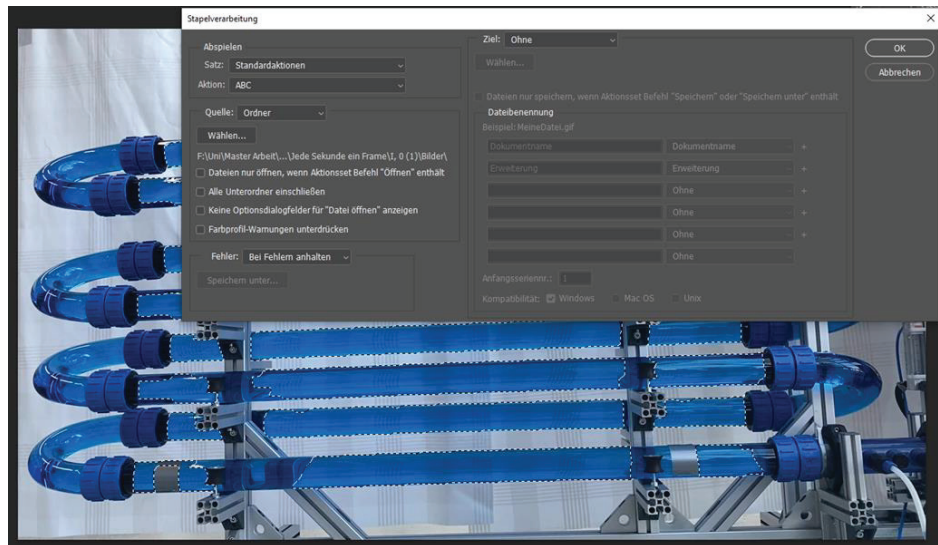 Stapelverarbeitung
Abspielen
Satz: Standardaktionen
Aktion: ABC
Quelle: Ordner
Wählen...
F:\Uni\Master Arbeit\...\Jede Sekunde ein Frame\I, 0 (1)\Bilder\
Dateien nur öffnen, wenn Aktionsset Befehl "Öffnen" enthält
Alle Unterordner einschließen
Keine Optionsdialogfelder für "Datei öffnen" anzeigen
Farbprofil-Warnungen unterdrücken
Fehler: Bei Fehlern anhalten
Speichern unter...
Ziel: Ohne
Wählen...
Dateien nur speichern, wenn Aktionsset Befehl "Speichern" oder "Speichern unter" enthält
Dateibenennung
Beispiel: MeineDatei.gif
Dokumentname Dokumentname +
Erweiterung Erweiterung +
Ohne +
Ohne +
Ohne +
Ohne
Anfangsseriennr.: 1
Kompatibilität: Windows Mac OS Unix
OK
Abbrechen